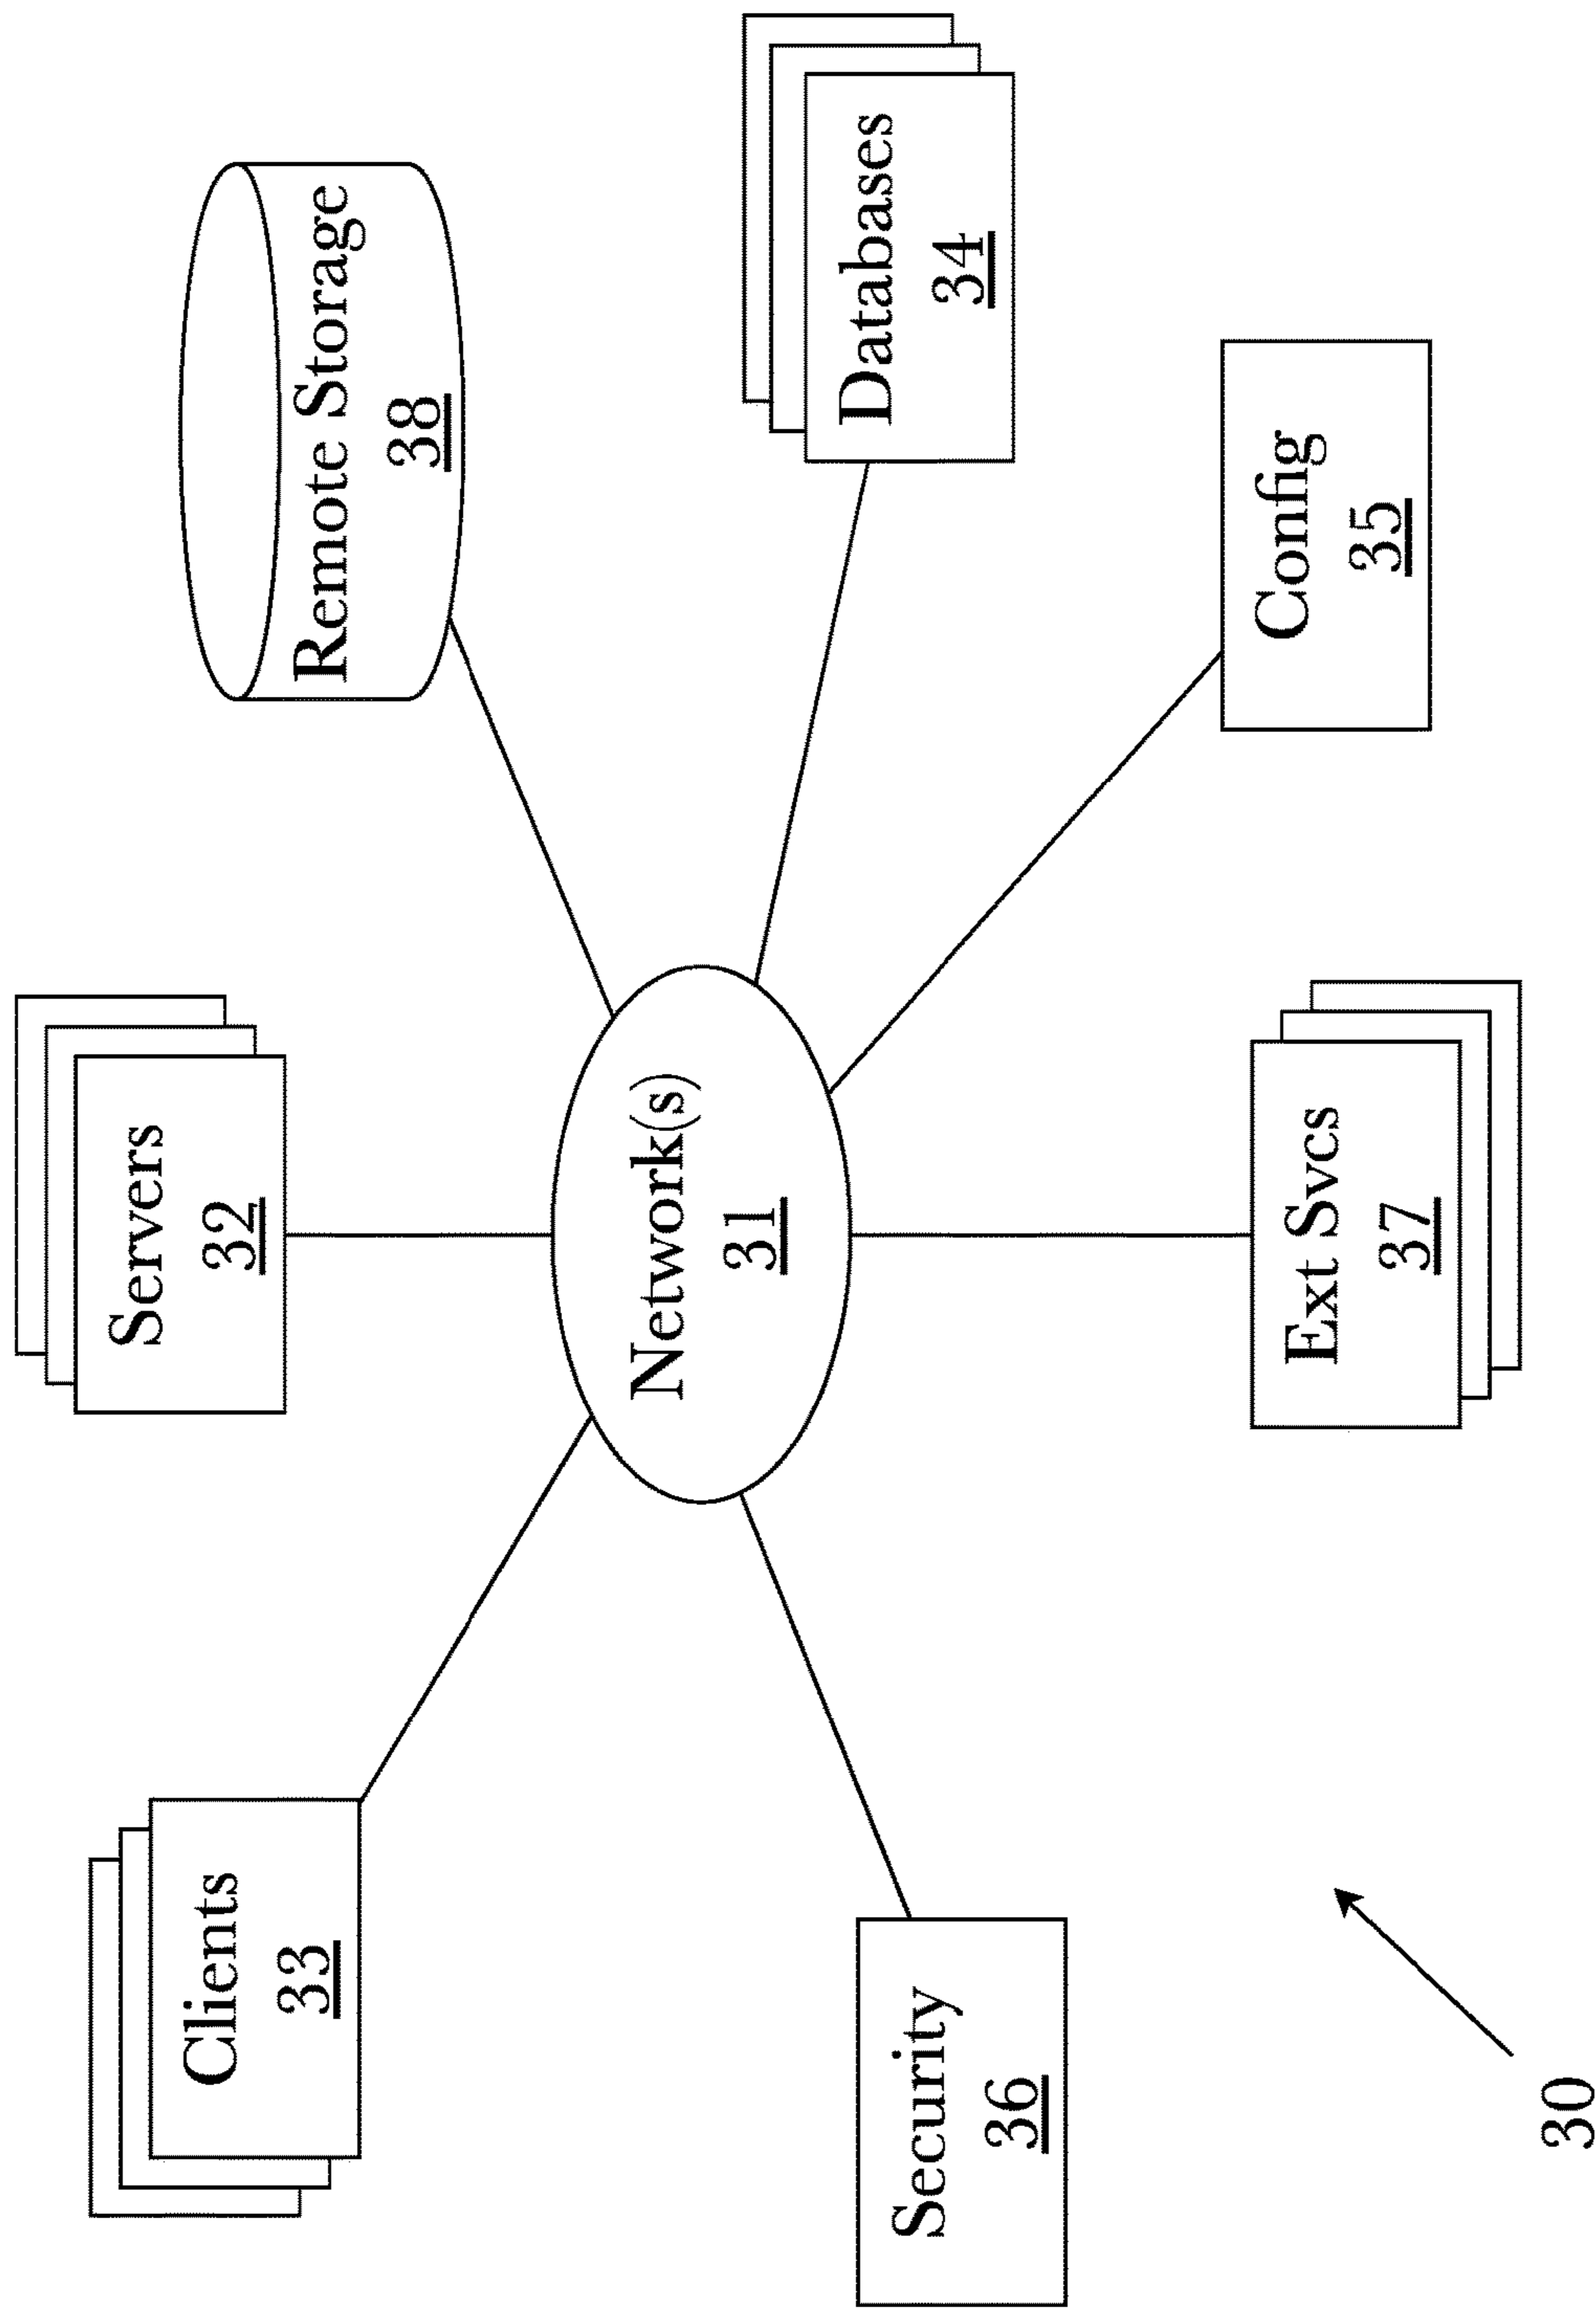 Servers
32
Remote Storage
38
Clients
33
Network(s)
31
Databases
34
Security
36
Ext Svcs
37
Config
35
30